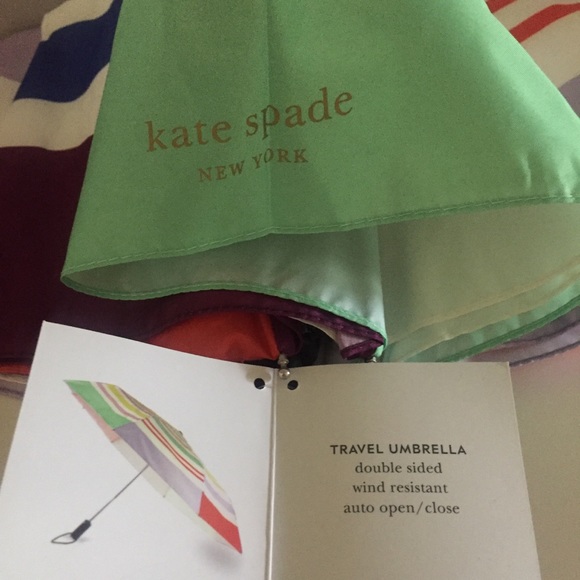 kate spade
NEW YORK
TRAVEL UMBRELLA
double sided
wind resistant
auto open/close